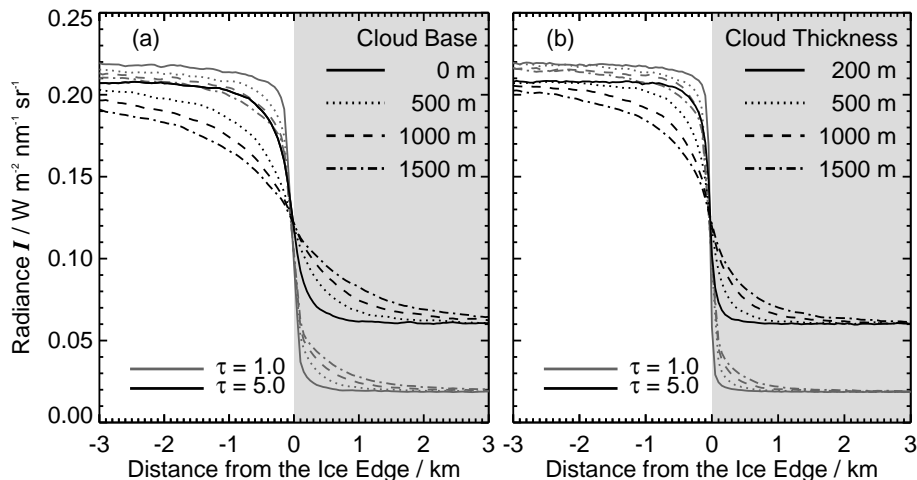 (a)
Cloud Base
0 m
500 m
1000 m
1500 m
τ = 1.0
τ = 5.0
(b)
Cloud Thickness
200 m
500 m
1000 m
1500 m
τ = 1.0
τ = 5.0
Radiance I / W m-2 nm-1 sr-1
0.25
0.20
0.15
0.10
0.05
0.00
-3 -2 -1 0 1 2 3
-3 -2 -1 0 1 2 3
Distance from the Ice Edge / km
Distance from the Ice Edge / km